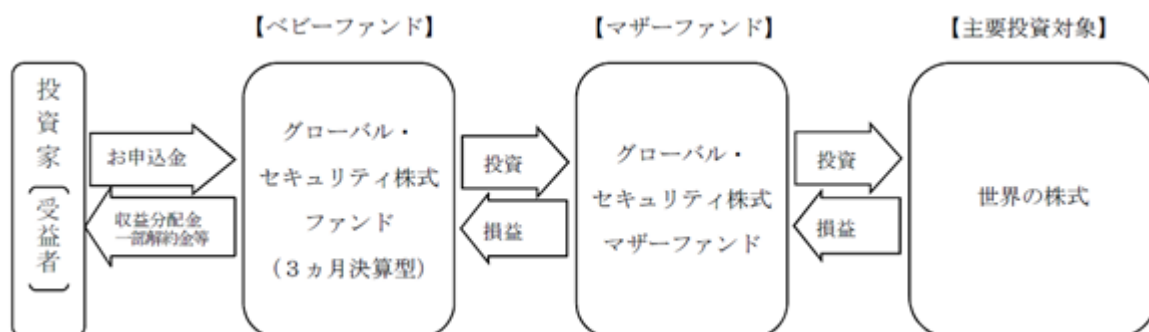 【ベビーファンド】
【マザーファンド】
【主要投資対象】
投資家（受益者）
お申込金
収益分配金
一部解約金等
グローバル・
セキュリティ株式
ファンド
（３ヵ月決算型）
投資
損益
グローバル・
セキュリティ株式
マザーファンド
投資
損益
世界の株式